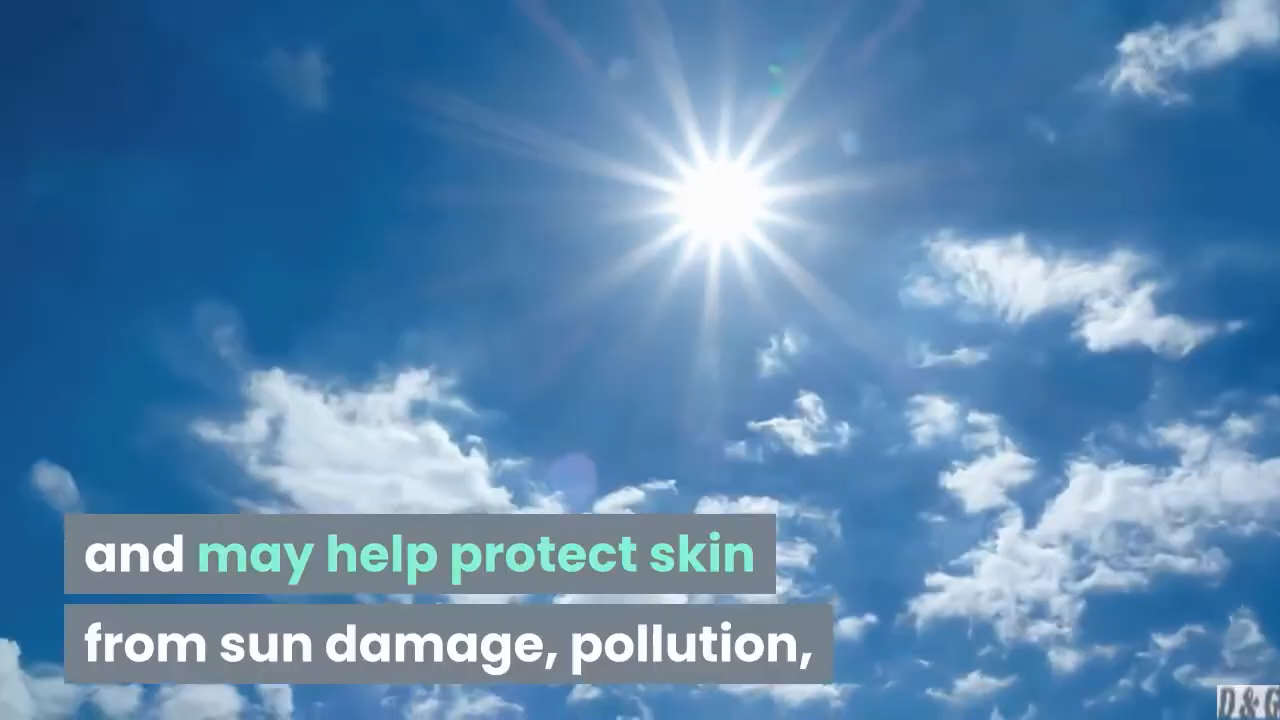 and may help protect skin
from sun damage, pollution,
D & G